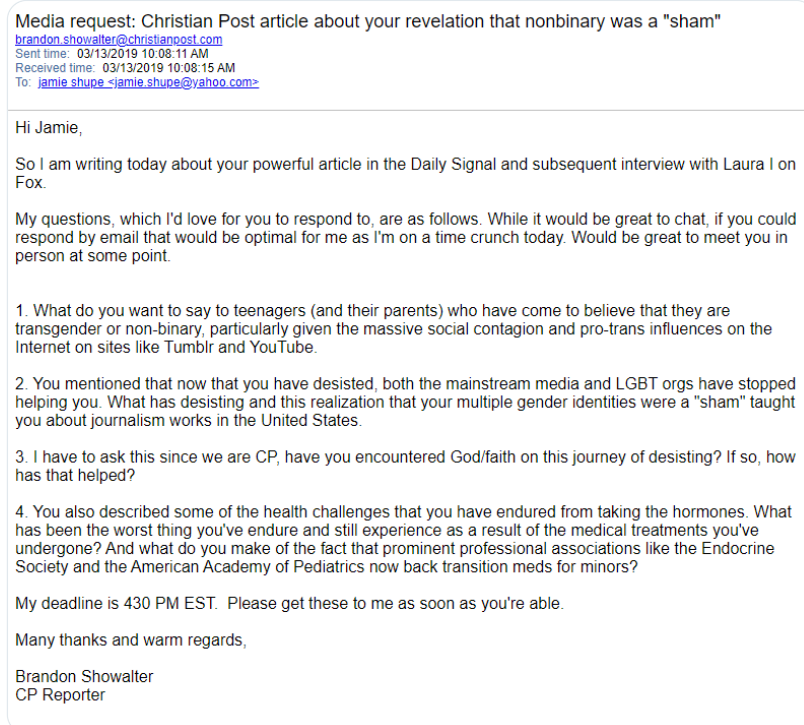 Media request: Christian Post article about your revelation that nonbinary was a "sham"
brandon.showalter@christianpost.com
Sent time: 03/13/2019 10:08:11 AM
Received time: 03/13/2019 10:08:15 AM
To: jamie shupe <jamie.shupe@yahoo.com>
Hi Jamie,
So I am writing today about your powerful article in the Daily Signal and subsequent interview with Laura I on
Fox.
My questions, which I'd love for you to respond to, are as follows. While it would be great to chat, if you could
respond by email that would be optimal for me as I'm on a time crunch today. Would be great to meet you in
person at some point.
1. What do you want to say to teenagers (and their parents) who have come to believe that they are
transgender or non-binary, particularly given the massive social contagion and pro-trans influences on the
Internet on sites like Tumblr and YouTube.
2. You mentioned that now that you have desisted, both the mainstream media and LGBT orgs have stopped
helping you. What has desisting and this realization that your multiple gender identities were a "sham" taught
you about journalism works in the United States.
3. I have to ask this since we are CP, have you encountered God/faith on this journey of desisting? If so, how
has that helped?
4. You also described some of the health challenges that you have endured from taking the hormones. What
has been the worst thing you've endure and still experience as a result of the medical treatments you've
undergone? And what do you make of the fact that prominent professional associations like the Endocrine
Society and the American Academy of Pediatrics now back transition meds for minors?
My deadline is 430 PM EST.  Please get these to me as soon as you're able.
Many thanks and warm regards,
Brandon Showalter
CP Reporter